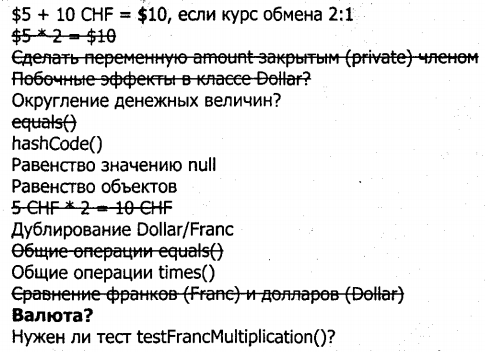 $5 + 10 CHF = $10, если курс обмена 2:1
$5 * 2 = $10
Сделать переменную amount закрытым (private) членом
Побочные эффекты в классе Dollar?
Округление денежных величин?
equals()
hashCode()
Равенство значению null
Равенство объектов
5 CHF * 2 = 10 CHF
Дублирование Dollar/Franc
Общие операции equals()
Общие операции times()
Сравнение франков (Franc) и долларов (Dollar)
Валюта?
Нужен ли тест testFrancMultiplication()?